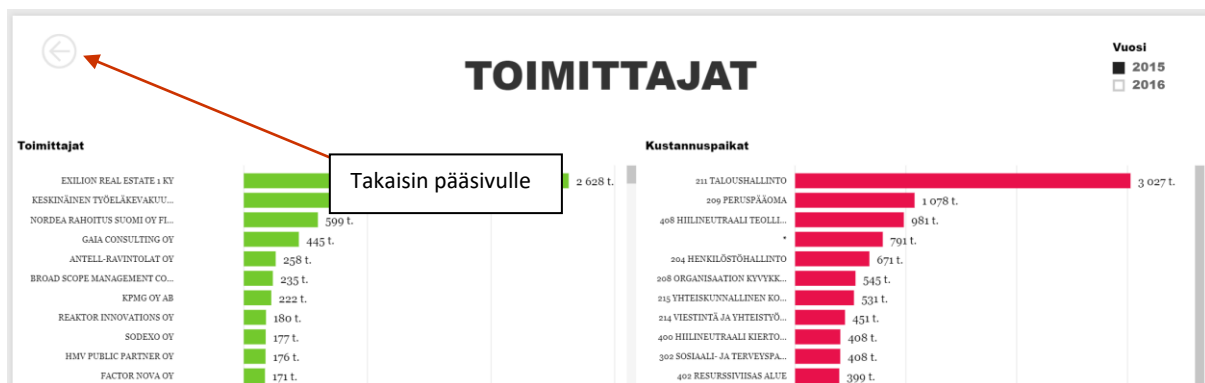 TOIMITTAJAT
Vuosi
2015
2016
Toimittajat
Takaisin pääsivulle
EXILION REAL ESTATE 1 KY 2 628 t.
KESKINÄINEN TYÖELÄKEVAKUU...
NORDEA RAHOITUS SUOMI OY FI... 599 t.
GAIA CONSULTING OY 445 t.
ANTELL-RAVINTOLAT OY 258 t.
BROAD SCOPE MANAGEMENT CO... 235 t.
KPMG OY AB 222 t.
REAKTOR INNOVATIONS OY 180 t.
SODEXO OY 177 t.
HMV PUBLIC PARTNER OY 176 t.
FACTOR NOVA OY 171 t.
Kustannuspaikat
211 TALOUSHALLINTO 3 027 t.
209 PERUSPÄÄOMA 1 078 t.
408 HIILINEUTRAALI TEOLLI... 981 t.
* 791 t.
204 HENKILÖSTÖHALLINTO 671 t.
208 ORGANISAATION KYVYKK... 545 t.
215 YHTEISKUNNALLINEN KO... 531 t.
214 VIESTINTÄ JA YHTEISTYÖ... 451 t.
400 HIILINEUTRAALI KIERTO... 408 t.
302 SOSIAALI- JA TERVEYSPA... 408 t.
402 RESURSSIVIISAS ALUE 399 t.